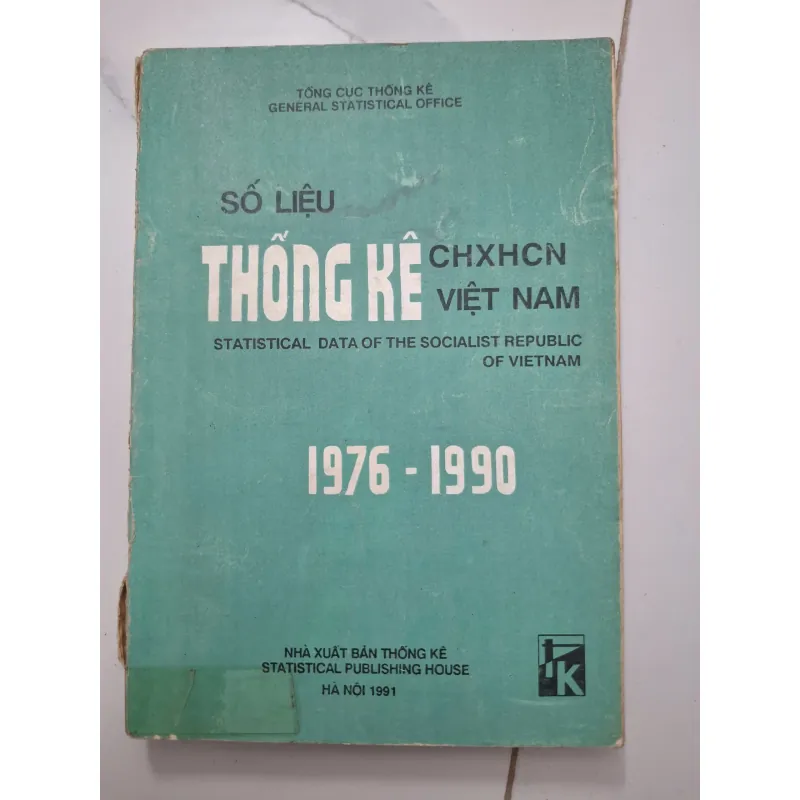 TỔNG CỤC THỐNG KÊ
GENERAL STATISTICAL OFFICE
SỐ LIỆU
THỐNG KÊ CHXHCN
VIỆT NAM
STATISTICAL DATA OF THE SOCIALIST REPUBLIC
OF VIETNAM
1976 - 1990
NHÀ XUẤT BẢN THỐNG KÊ
STATISTICAL PUBLISHING HOUSE
HÀ NỘI 1991
TK